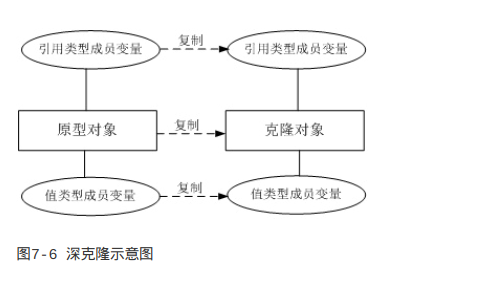 引用类型成员变量 复制 引用类型成员变量
原型对象 复制 克隆对象
值类型成员变量 复制 值类型成员变量
图7-6 深克隆示意图